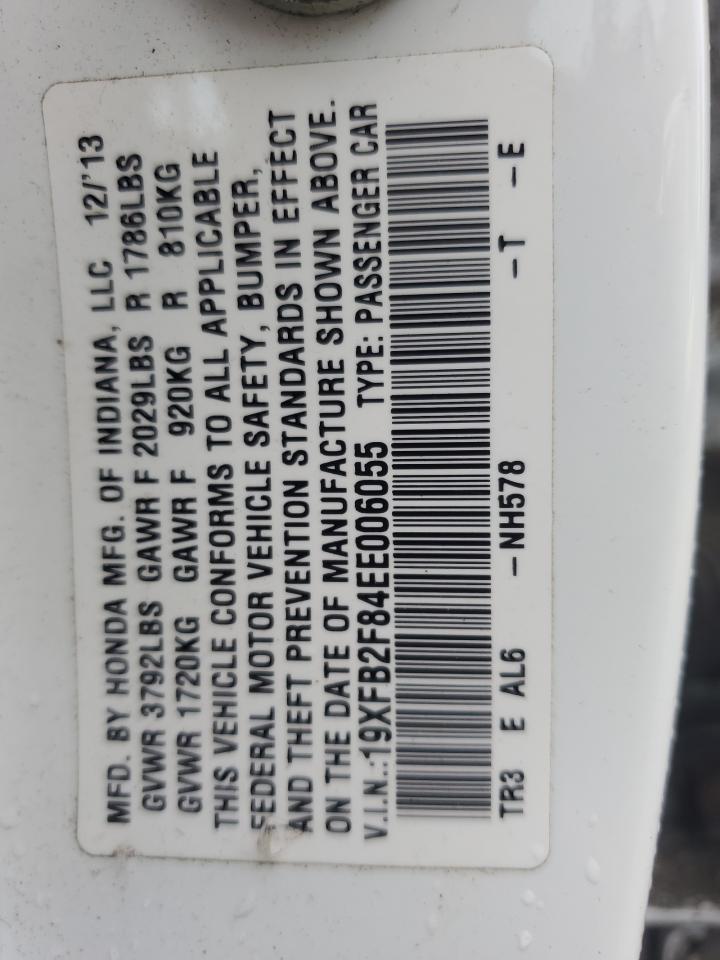 MFD. BY HONDA MFG. OF INDIANA, LLC 12/'13
GVWR 3792LBS GAWR F 2029LBS R 1786LBS
GVWR 1720KG GAWR F 920KG R 810KG
THIS VEHICLE CONFORMS TO ALL APPLICABLE
FEDERAL MOTOR VEHICLE SAFETY, BUMPER,
AND THEFT PREVENTION STANDARDS IN EFFECT
ON THE DATE OF MANUFACTURE SHOWN ABOVE.
V.I.N.:19XFB2F84EE006055 TYPE: PASSENGER CAR
TR3 E AL6 -NH578 -T -E